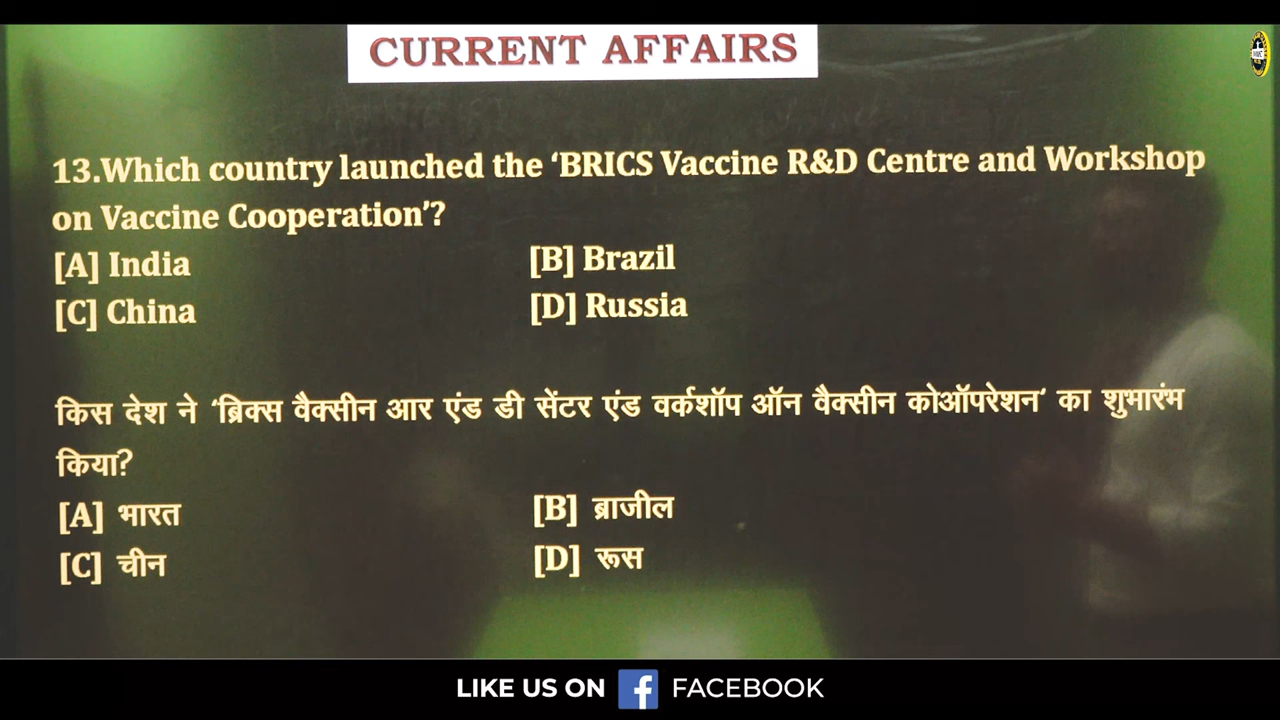 CURRENT AFFAIRS
13.Which country launched the ‘BRICS Vaccine R&D Centre and Workshop
on Vaccine Cooperation’?
[A] India [B] Brazil
[C] China [D] Russia
किस देश ने ‘ब्रिक्स वैक्सीन आर एंड डी सेंटर एंड वर्कशॉप ऑन वैक्सीन कोऑपरेशन’ का शुभारंभ
किया?
[A] भारत [B] ब्राजील
[C] चीन [D] रूस
LIKE US ON f FACEBOOK